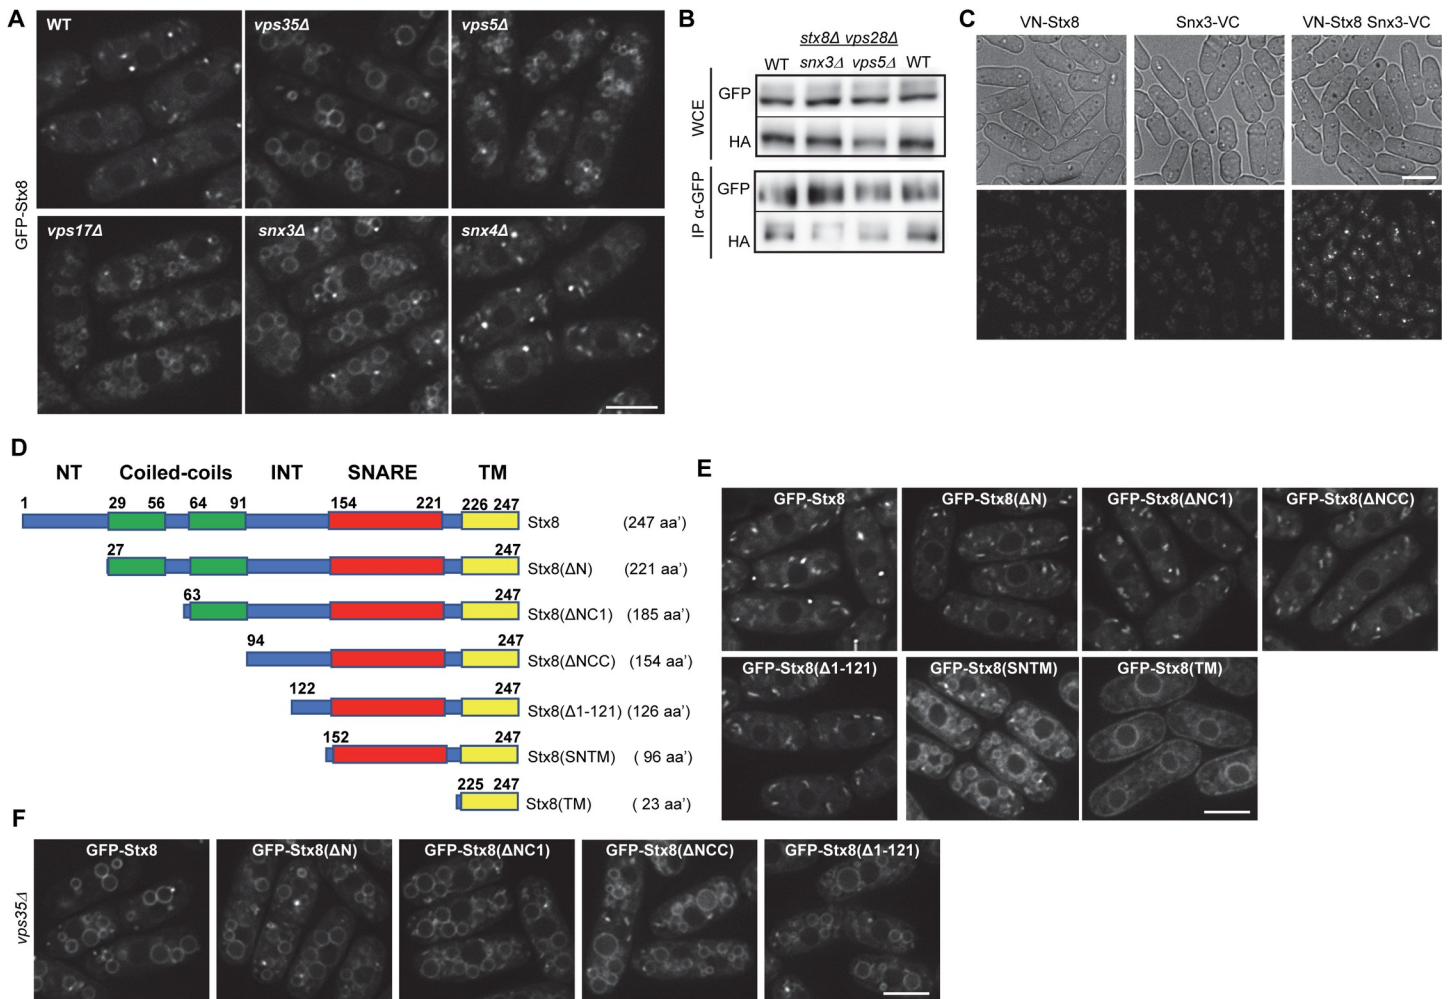 A
GFP-Stx8
WT
vps35Δ
vps5Δ
vps17Δ
snx3Δ
snx4Δ
B
stx8Δ vps28Δ
WT snx3Δ vps5Δ WT
WCE
GFP
HA
IP α-GFP
GFP
HA
C
VN-Stx8
Snx3-VC
VN-Stx8 Snx3-VC
D
NT Coiled-coils INT SNARE TM
1 29 56 64 91 154 221 226 247
Stx8 (247 aa')
27 247
Stx8(ΔN) (221 aa')
63 247
Stx8(ΔNC1) (185 aa')
94 247
Stx8(ΔNCC) (154 aa')
122 247
Stx8(Δ1-121) (126 aa')
152 247
Stx8(SNTM) ( 96 aa')
225 247
Stx8(TM) ( 23 aa')
E
GFP-Stx8
GFP-Stx8(ΔN)
GFP-Stx8(ΔNC1)
GFP-Stx8(ΔNCC)
GFP-Stx8(Δ1-121)
GFP-Stx8(SNTM)
GFP-Stx8(TM)
F
vps35Δ
GFP-Stx8
GFP-Stx8(ΔN)
GFP-Stx8(ΔNC1)
GFP-Stx8(ΔNCC)
GFP-Stx8(Δ1-121)